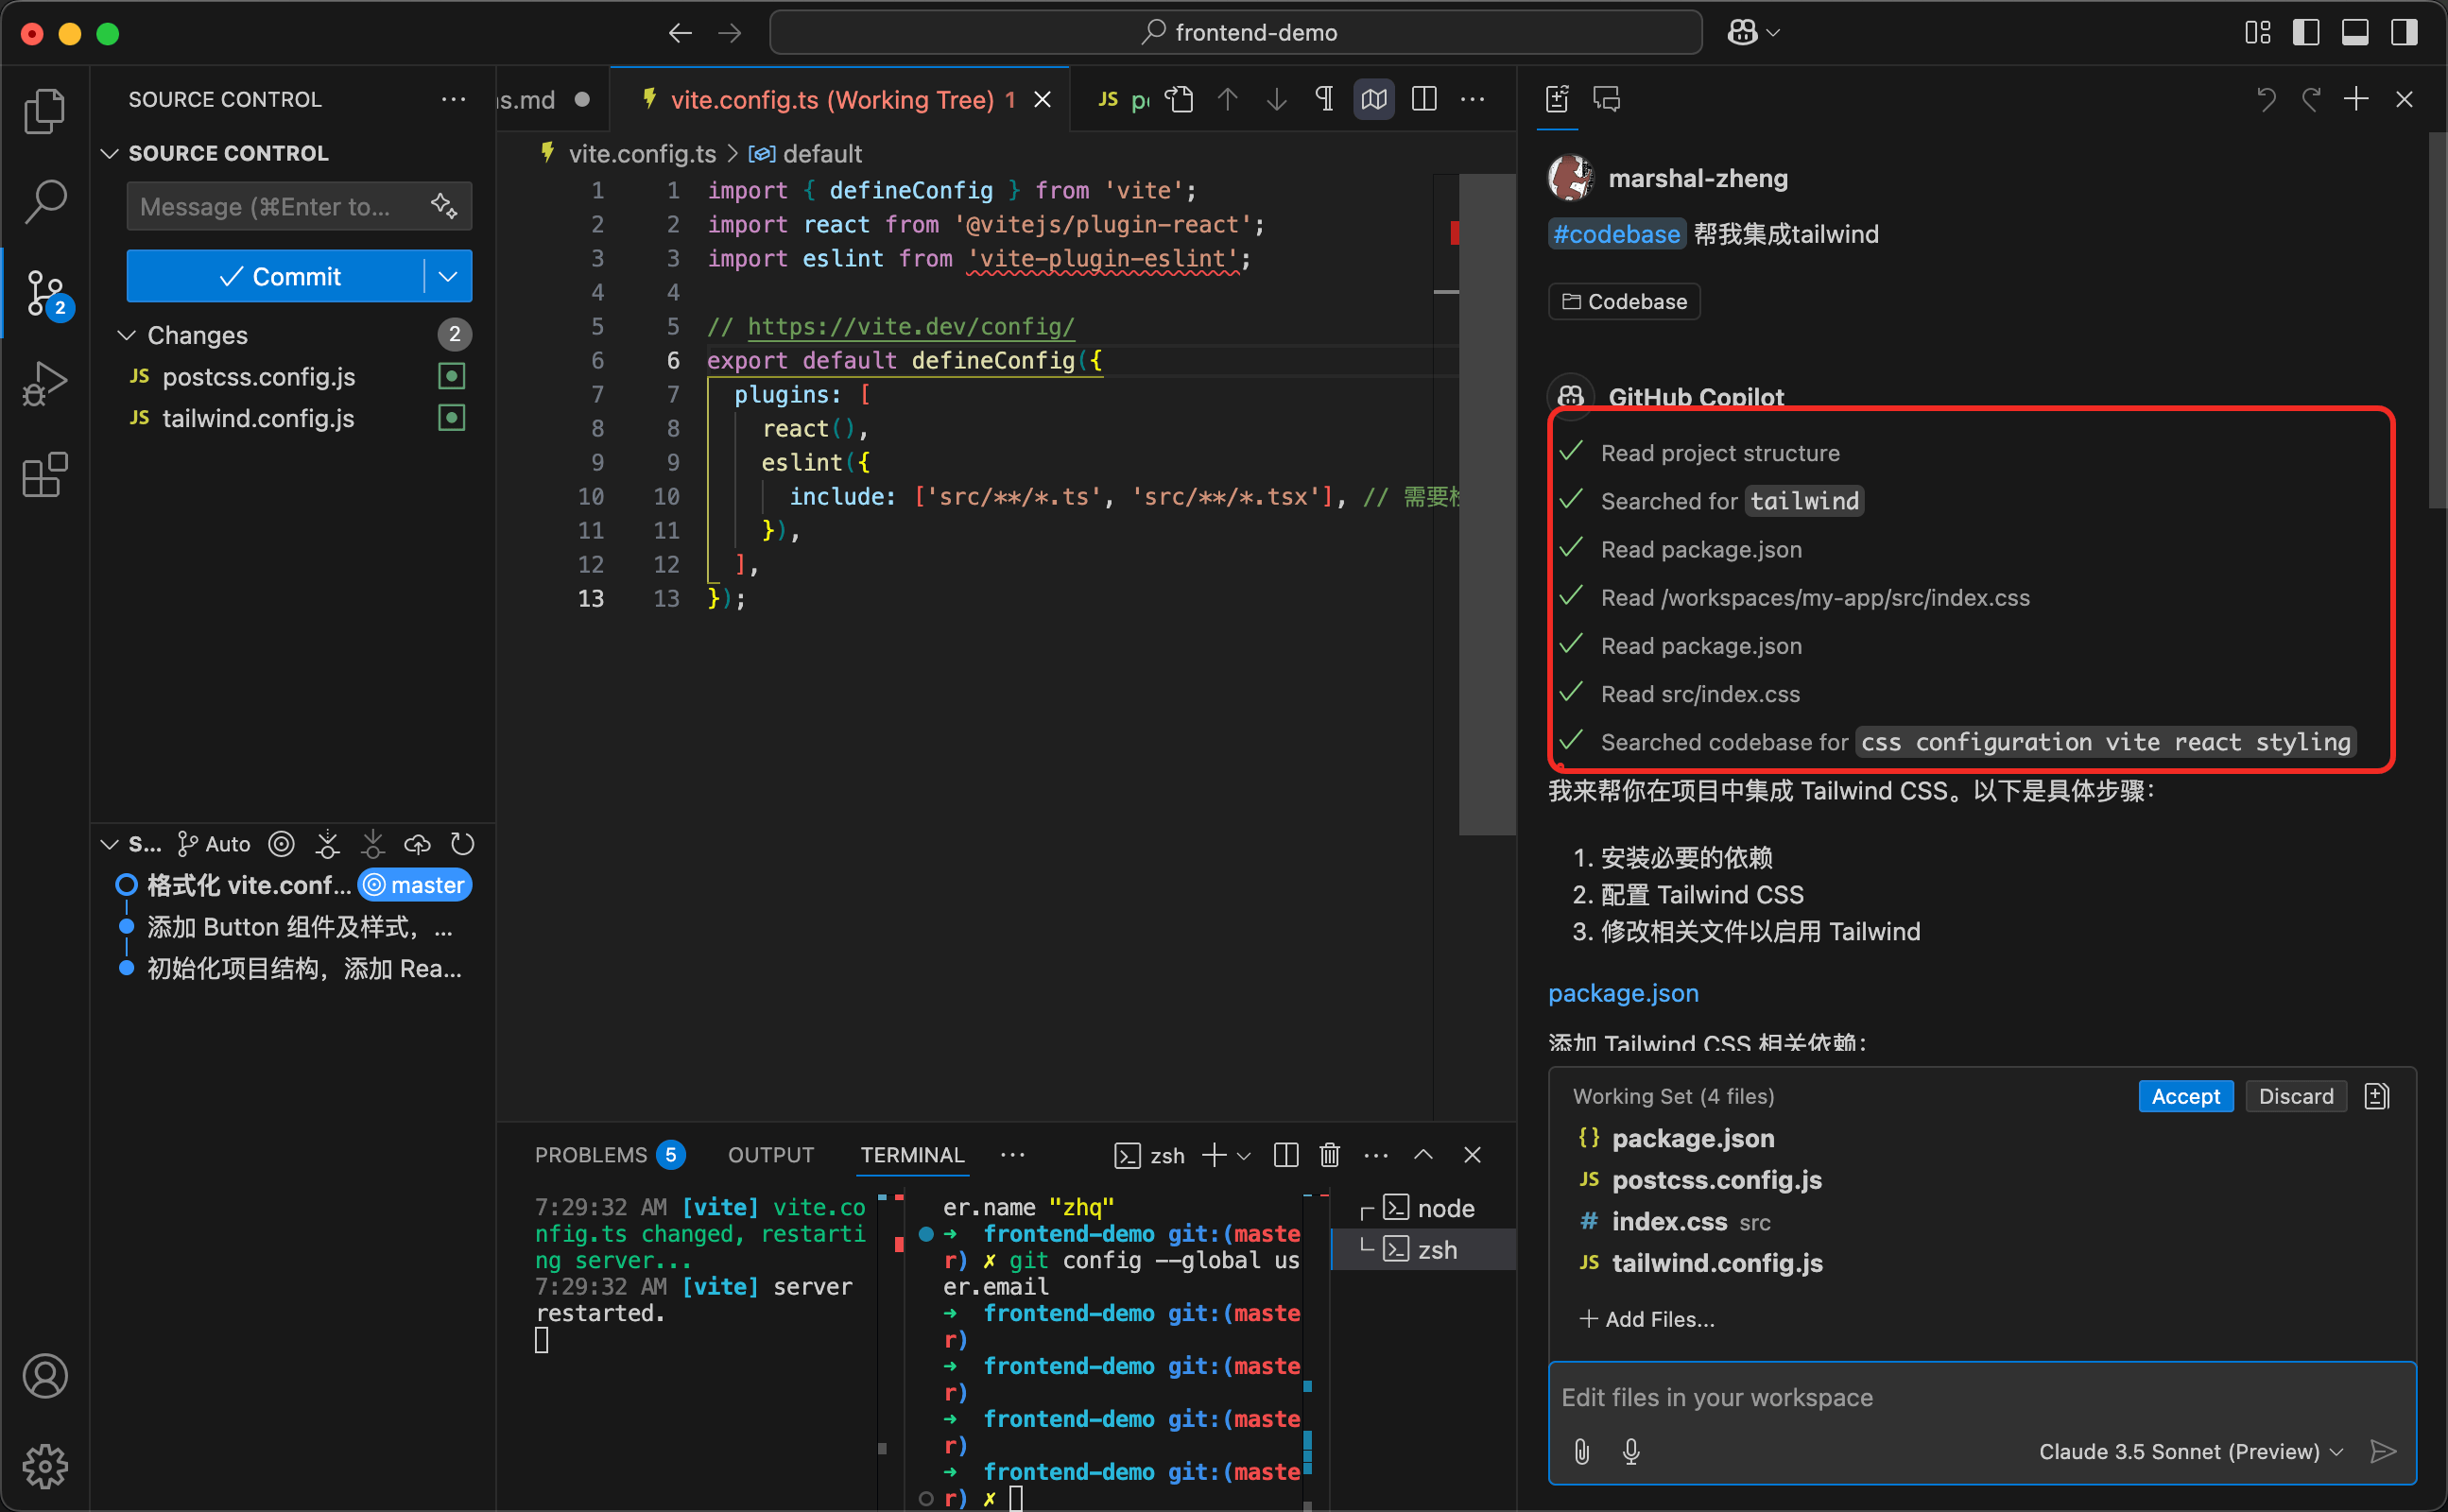 frontend-demo
SOURCE CONTROL
SOURCE CONTROL
Message (⌘Enter to...
Commit
Changes 2
JS postcss.config.js
JS tailwind.config.js
2
S... Auto
格式化 vite.conf... master
添加 Button 组件及样式，...
初始化项目结构，添加 Rea...
s.md
vite.config.ts (Working Tree) 1
JS
vite.config.ts > default
1 1 import { defineConfig } from 'vite';
2 2 import react from '@vitejs/plugin-react';
3 3 import eslint from 'vite-plugin-eslint';
4 4
5 5 // https://vite.dev/config/
6 6 export default defineConfig({
7 7 plugins: [
8 8 react(),
9 9 eslint({
10 10 include: ['src/**/*.ts', 'src/**/*.tsx'], // 需要
11 11 }),
12 12 ],
13 13 });
PROBLEMS 5 OUTPUT TERMINAL
zsh
7:29:32 AM [vite] vite.co
nfig.ts changed, restarti
ng server...
7:29:32 AM [vite] server
restarted.
er.name "zhq"
➜ frontend-demo git:(maste
r) ✗ git config --global us
er.email
➜ frontend-demo git:(maste
r)
➜ frontend-demo git:(maste
r)
➜ frontend-demo git:(maste
r)
➜ frontend-demo git:(maste
r) ✗
node
zsh
marshal-zheng
#codebase 帮我集成tailwind
Codebase
GitHub Copilot
Read project structure
Searched for tailwind
Read package.json
Read /workspaces/my-app/src/index.css
Read package.json
Read src/index.css
Searched codebase for css configuration vite react styling
我来帮你在项目中集成 Tailwind CSS。以下是具体步骤：
1. 安装必要的依赖
2. 配置 Tailwind CSS
3. 修改相关文件以启用 Tailwind
package.json
添加 Tailwind CSS 相关依赖：
Working Set (4 files) Accept Discard
{} package.json
JS postcss.config.js
# index.css src
JS tailwind.config.js
+ Add Files...
Edit files in your workspace
Claude 3.5 Sonnet (Preview)